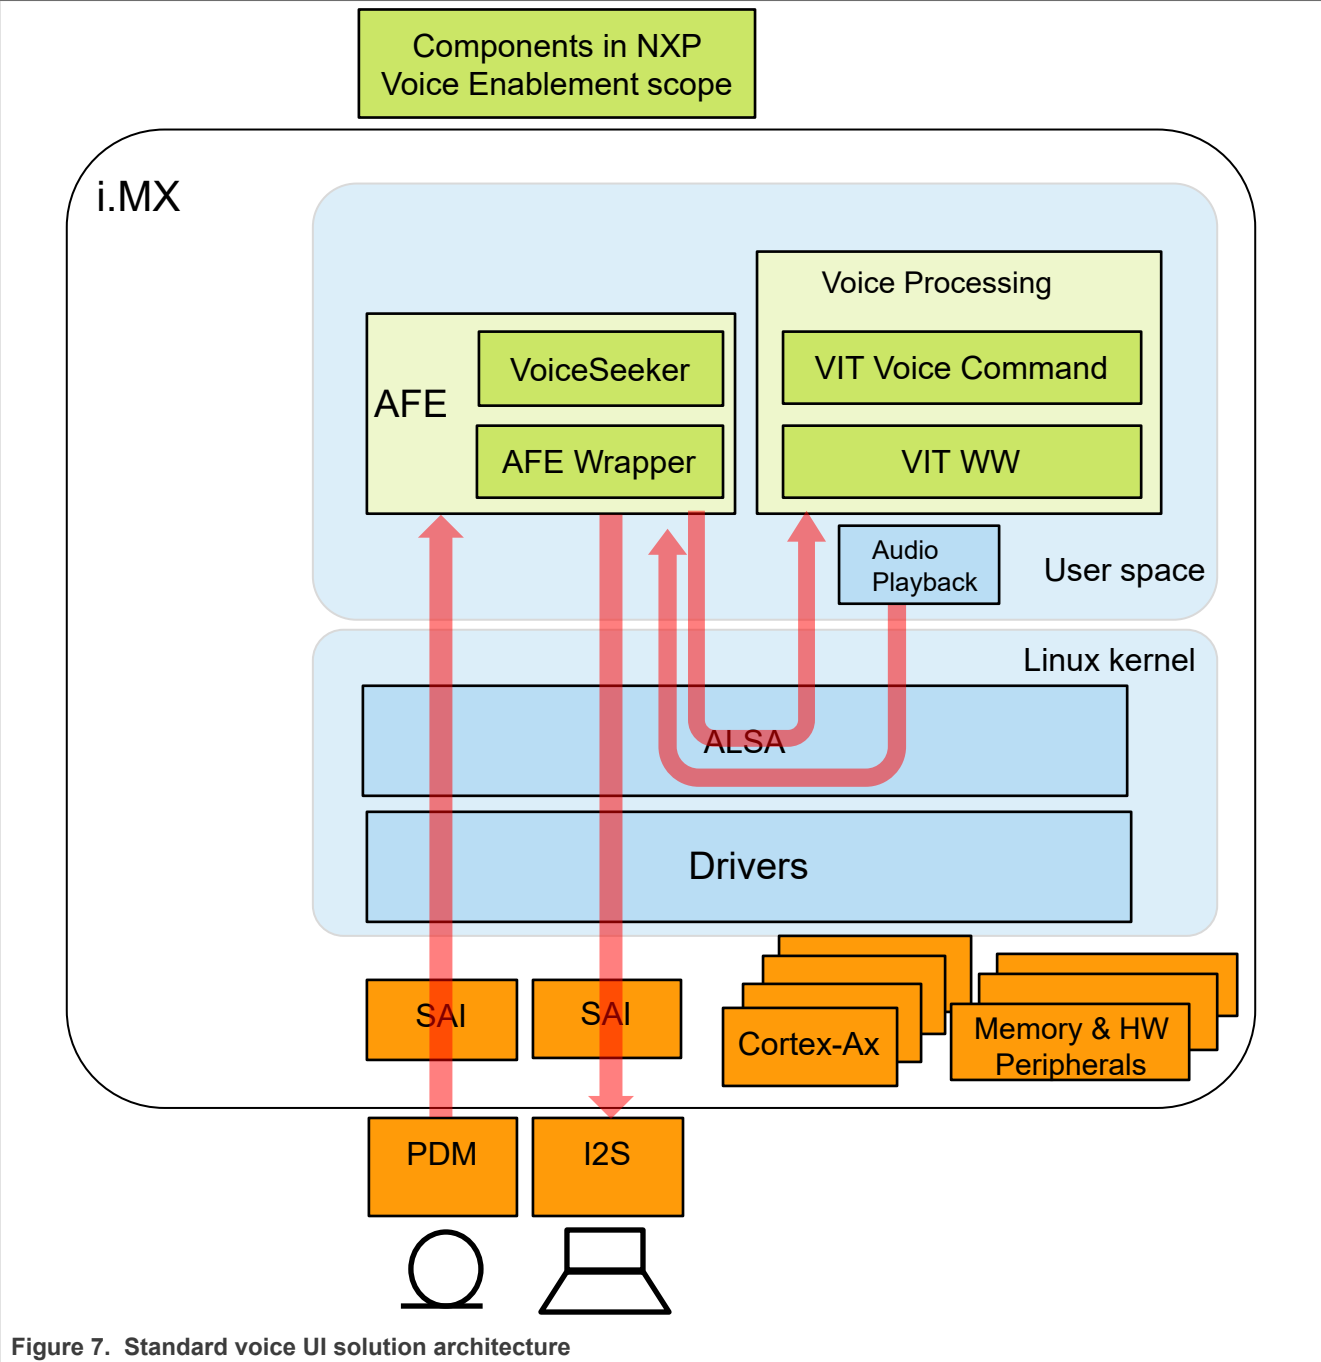 Components in NXP
Voice Enablement scope
i.MX
Voice Processing
VoiceSeeker
VIT Voice Command
AFE
AFE Wrapper
VIT WW
Audio
Playback
User space
Linux kernel
ALSA
Drivers
SAI
SAI
Cortex-Ax
Memory & HW
Peripherals
PDM
I2S
Figure 7. Standard voice UI solution architecture